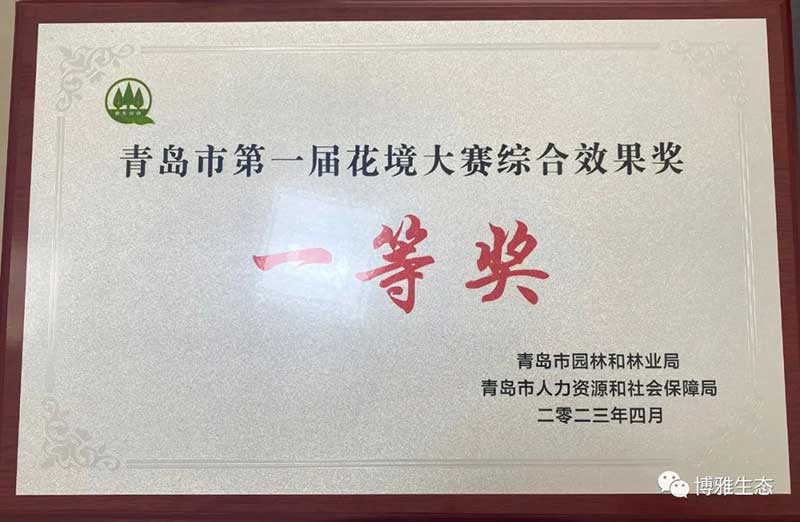 青岛市第一届花境大赛综合效果奖
一等奖
青岛市园林和林业局
青岛市人力资源和社会保障局
二零二三年四月
博雅生态